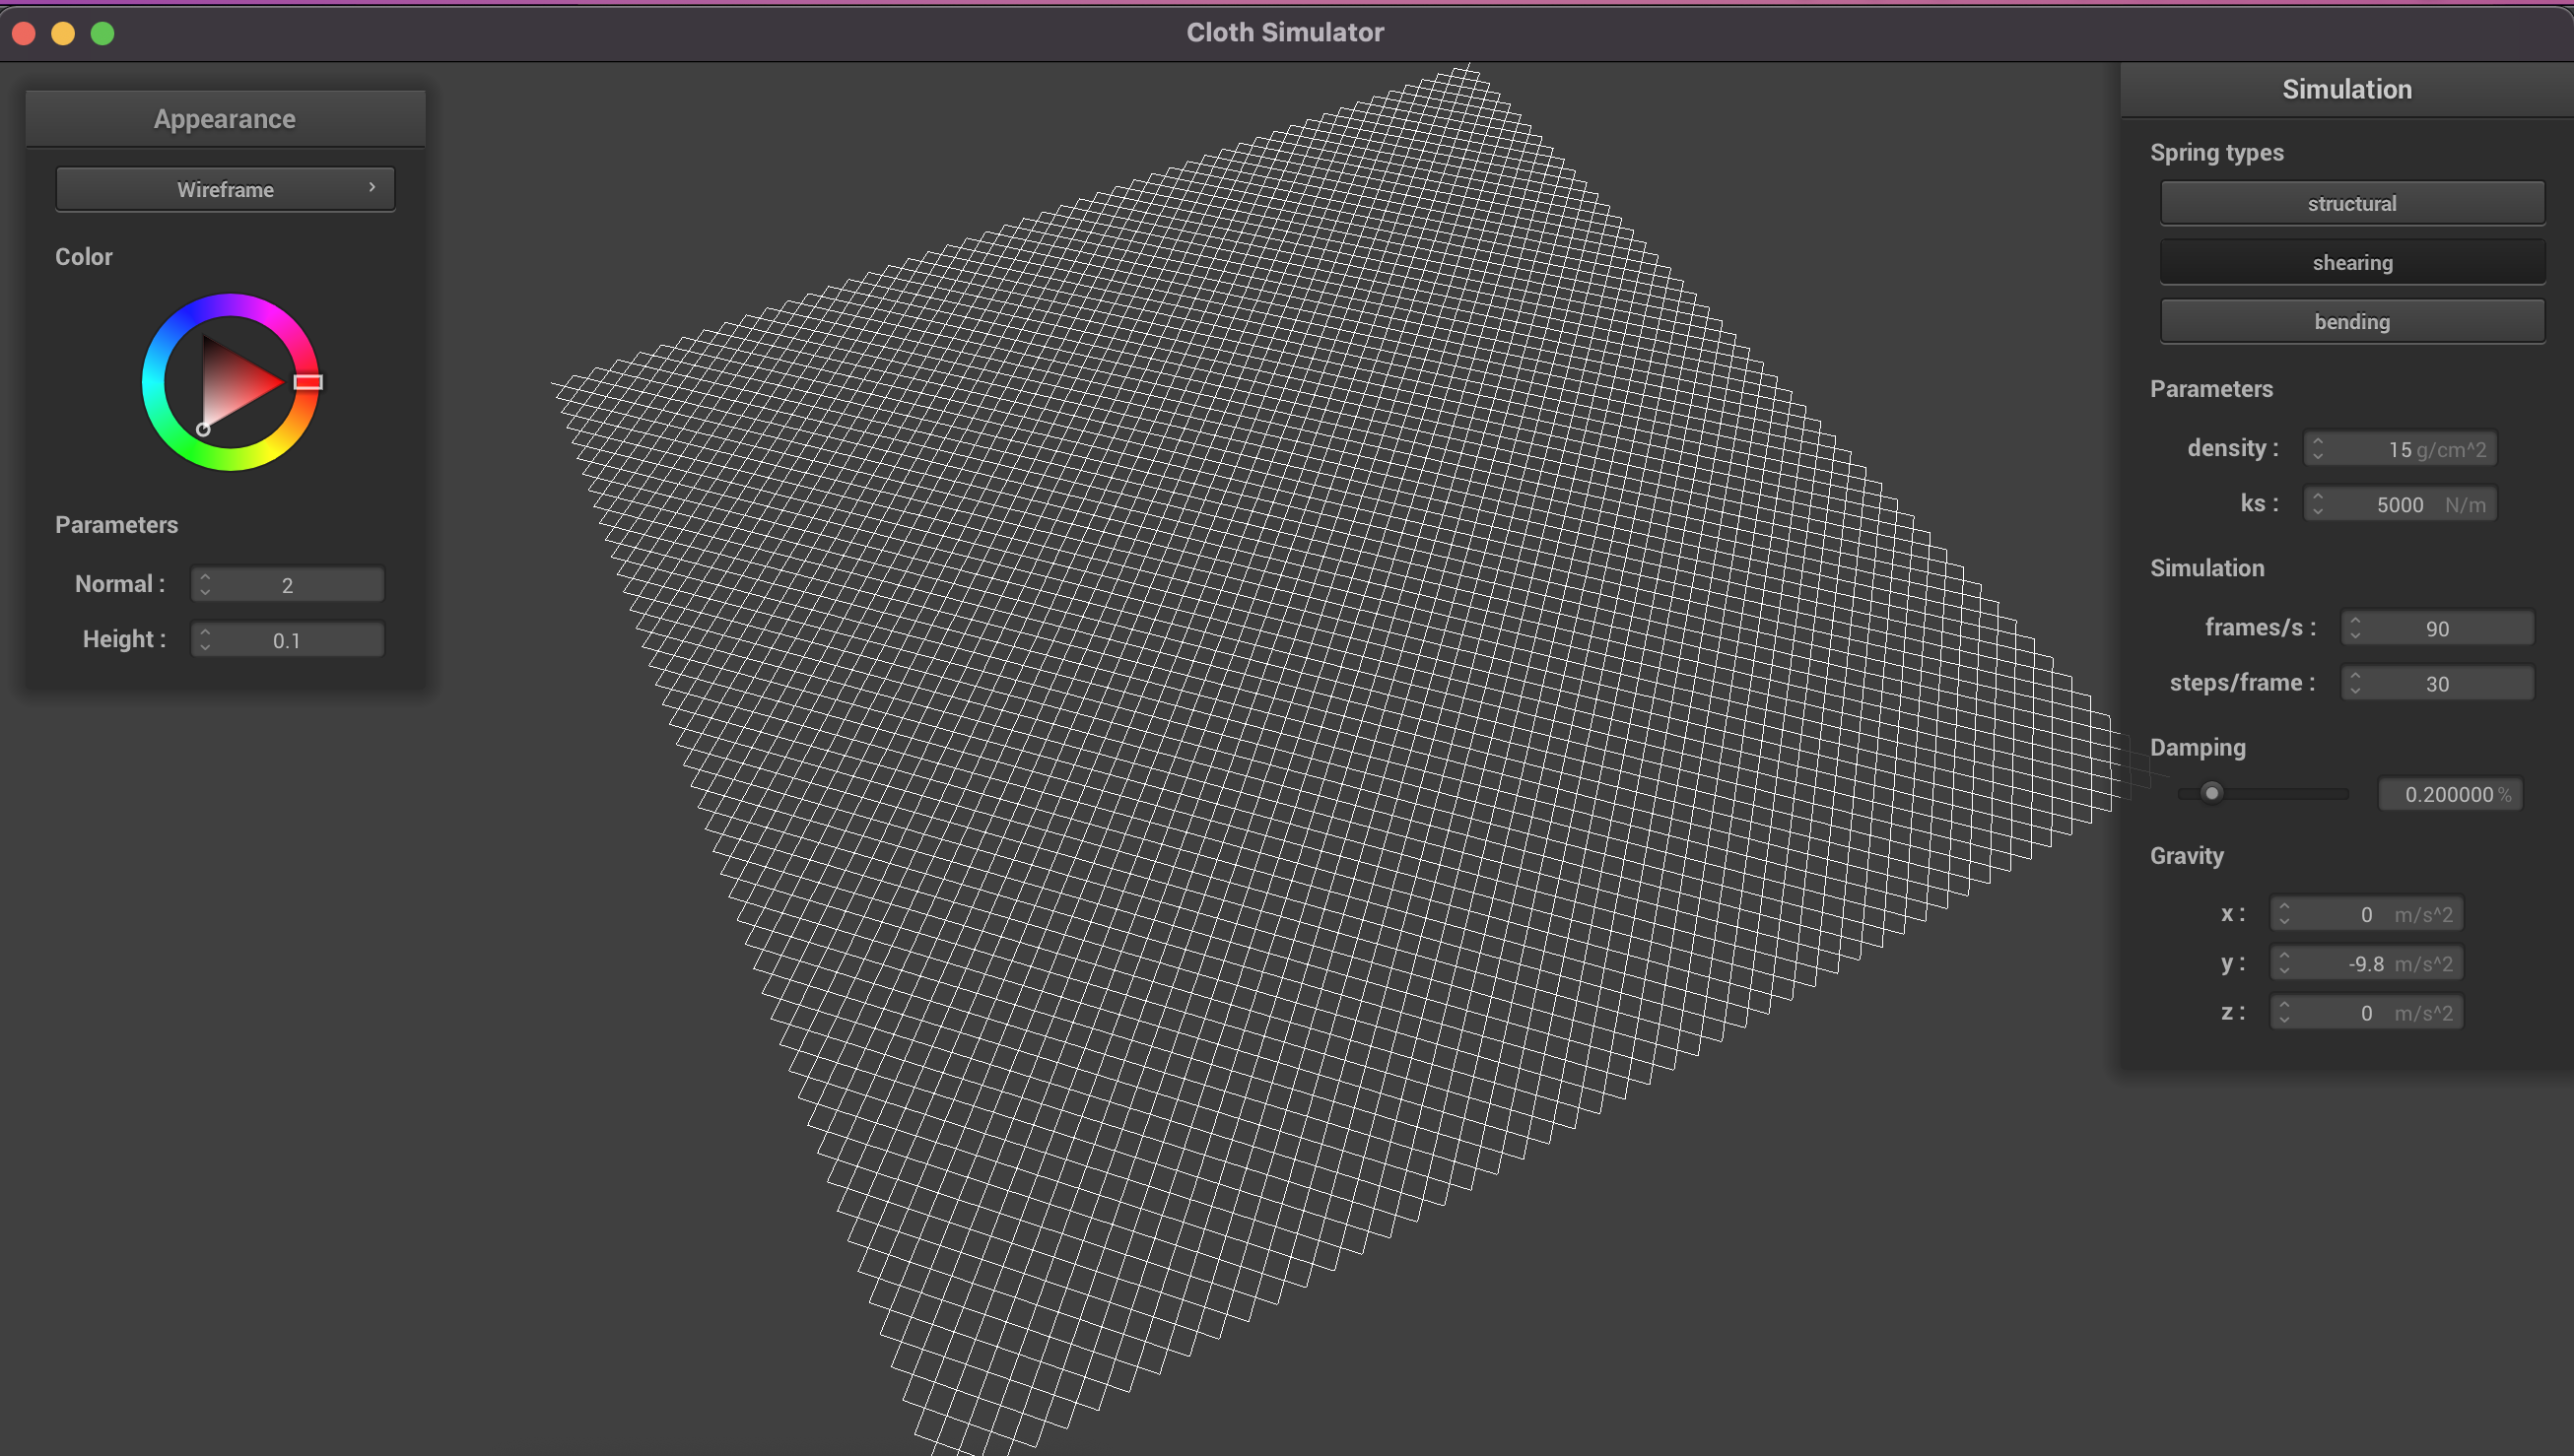 Cloth Simulator
Appearance
Wireframe
Color
Parameters
Normal : 2
Height : 0.1
Simulation
Spring types
structural
shearing
bending
Parameters
density : 15 g/cm^2
ks : 5000 N/m
Simulation
frames/s : 90
steps/frame : 30
Damping
0.200000 %
Gravity
x : 0 m/s^2
y : -9.8 m/s^2
z : 0 m/s^2